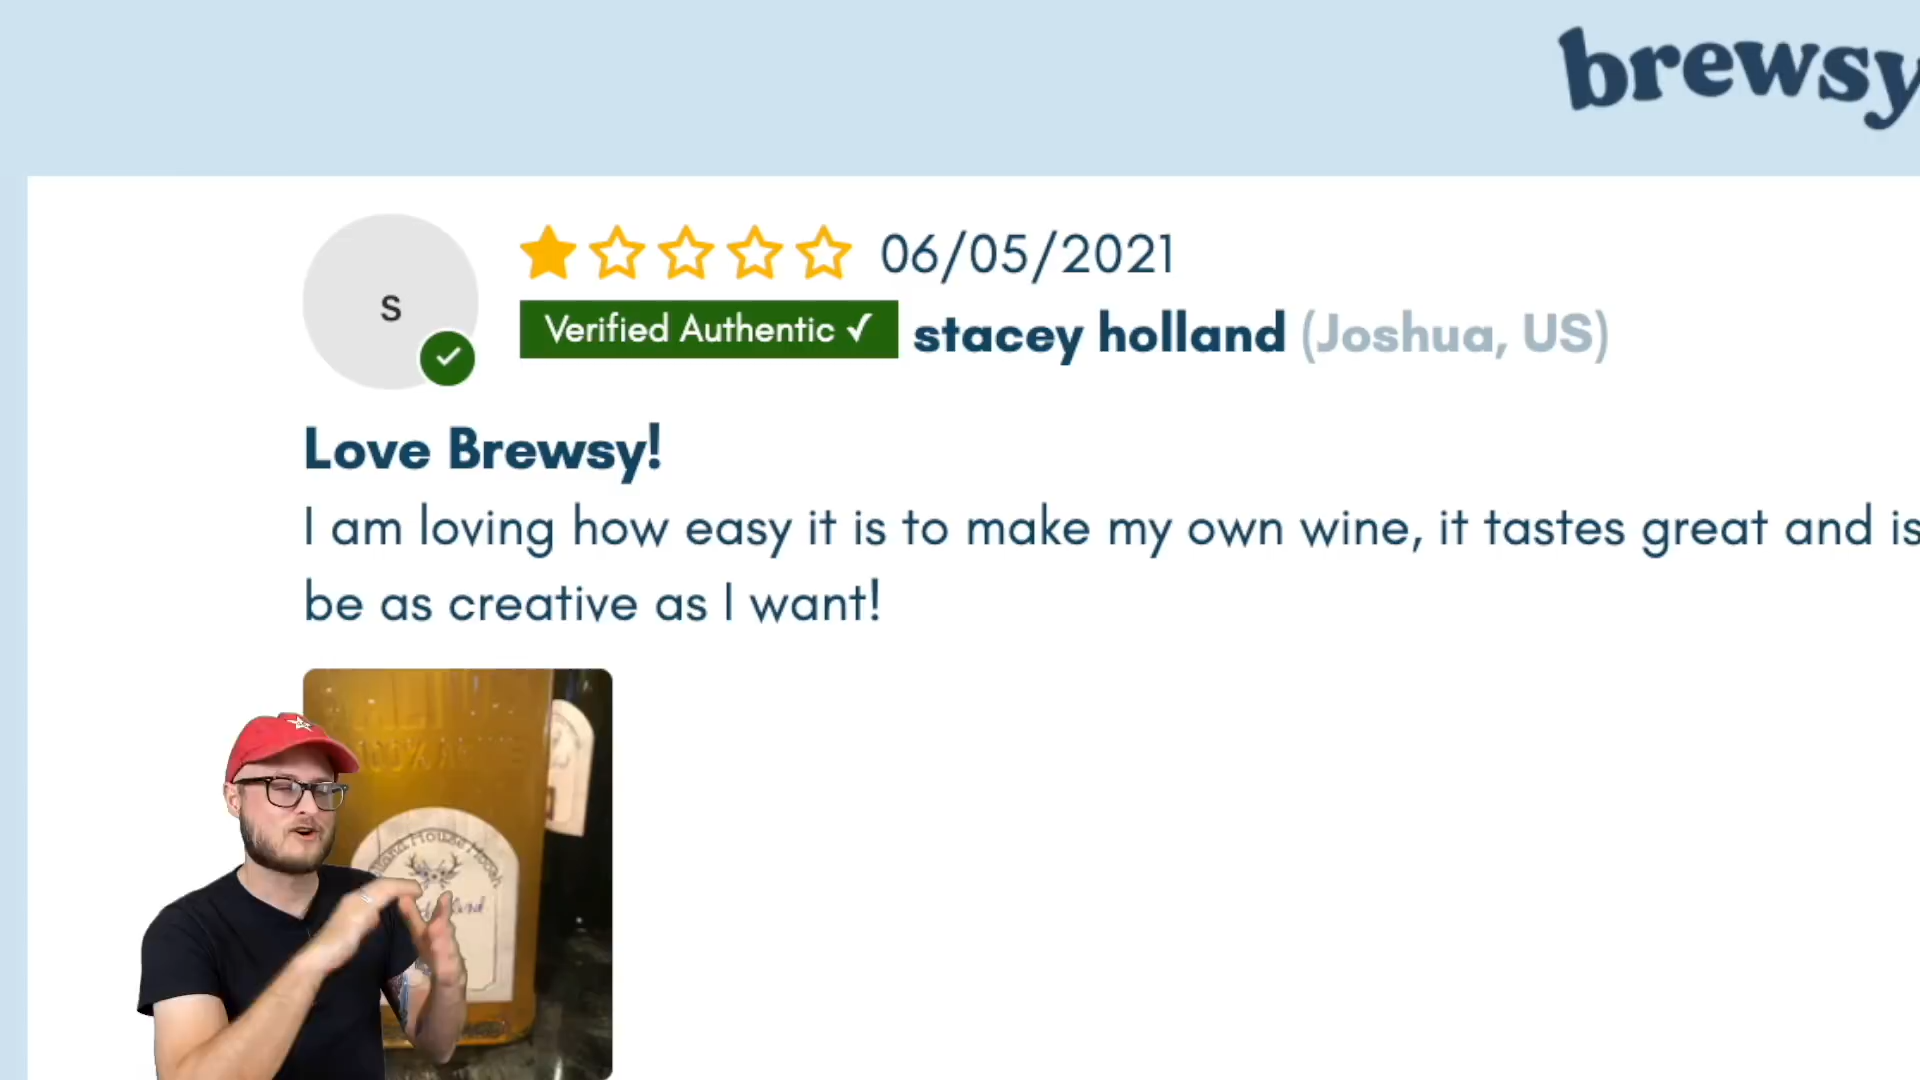 brewsy
06/05/2021
S
Verified Authentic ✓ stacey holland (Joshua, US)
Love Brewsy!
I am loving how easy it is to make my own wine, it tastes great and is
be as creative as I want!